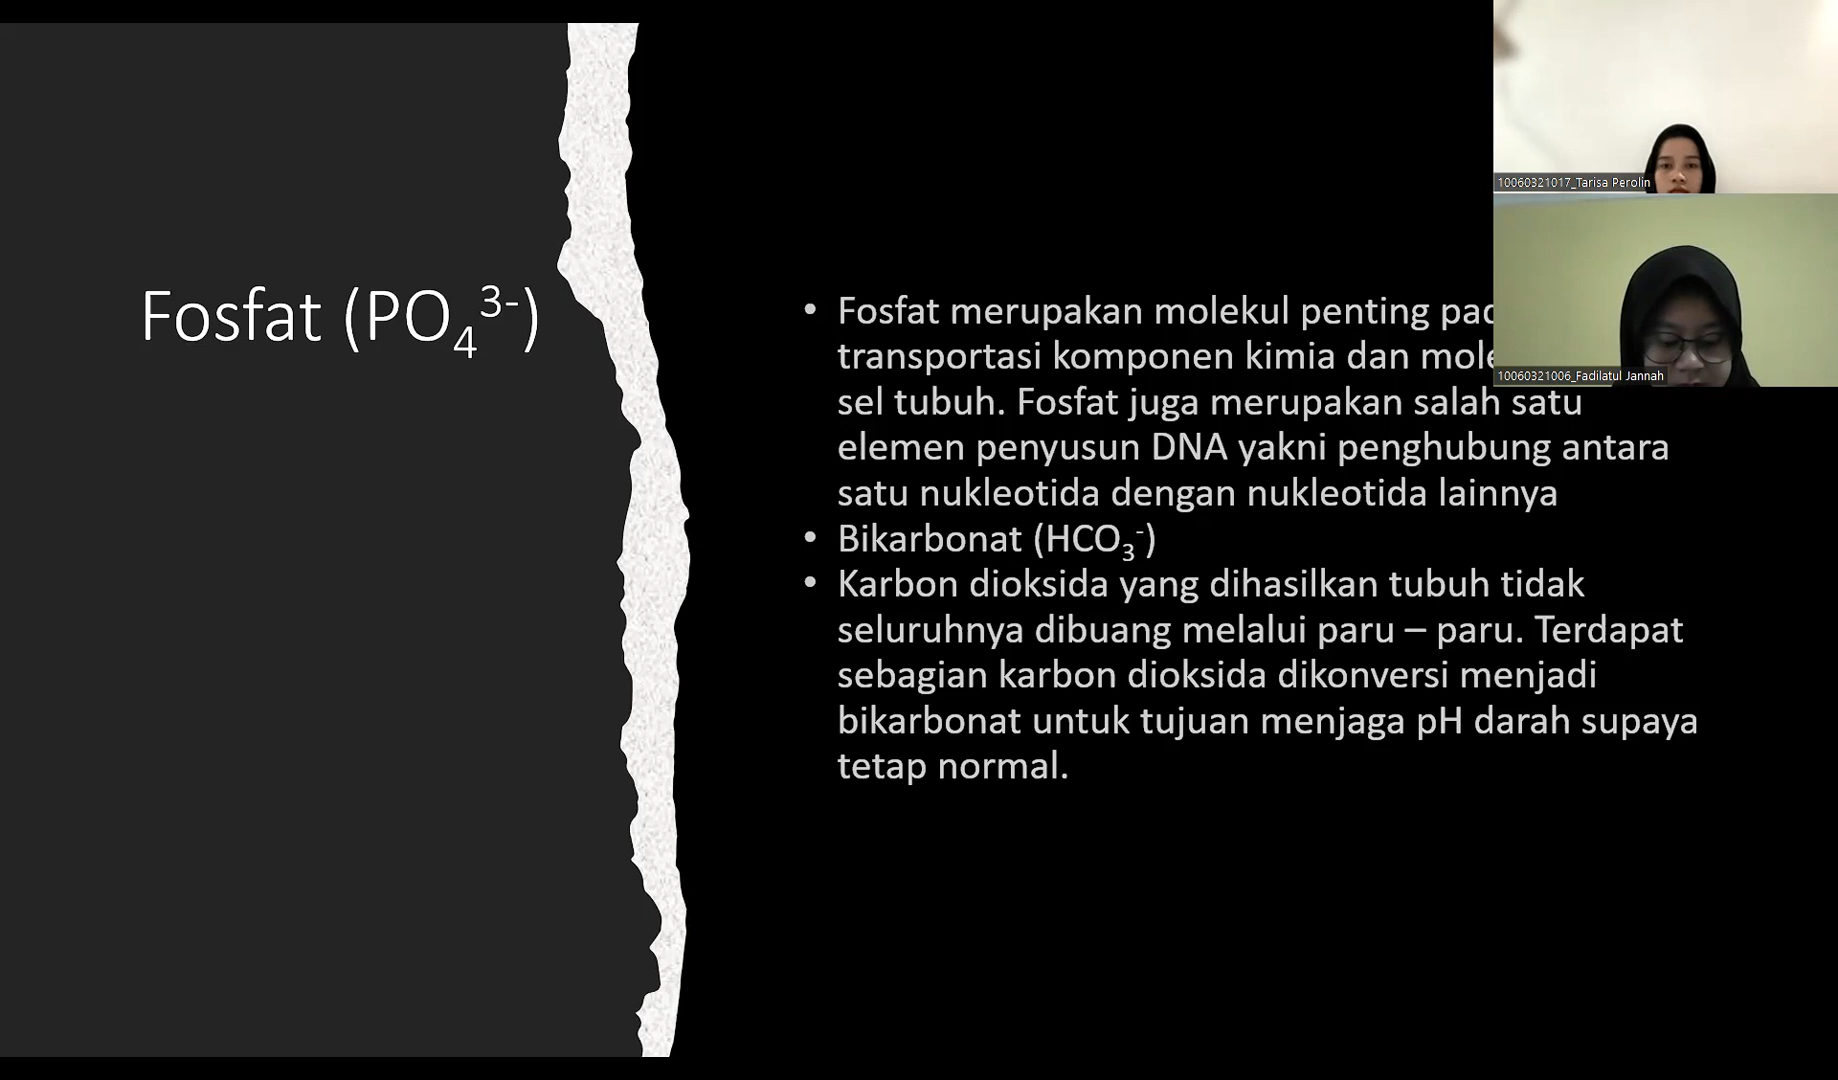 Fosfat (PO₄³⁻)
• Fosfat merupakan molekul penting
transportasi komponen kimia dan
sel tubuh. Fosfat juga merupakan salah satu
elemen penyusun DNA yakni penghubung antara
satu nukleotida dengan nukleotida lainnya
• Bikarbonat (HCO₃⁻)
• Karbon dioksida yang dihasilkan tubuh tidak
seluruhnya dibuang melalui paru – paru. Terdapat
sebagian karbon dioksida dikonversi menjadi
bikarbonat untuk tujuan menjaga pH darah supaya
tetap normal.
10060321017_Tarisa Perolin
10060321006_Fadilatul Jannah